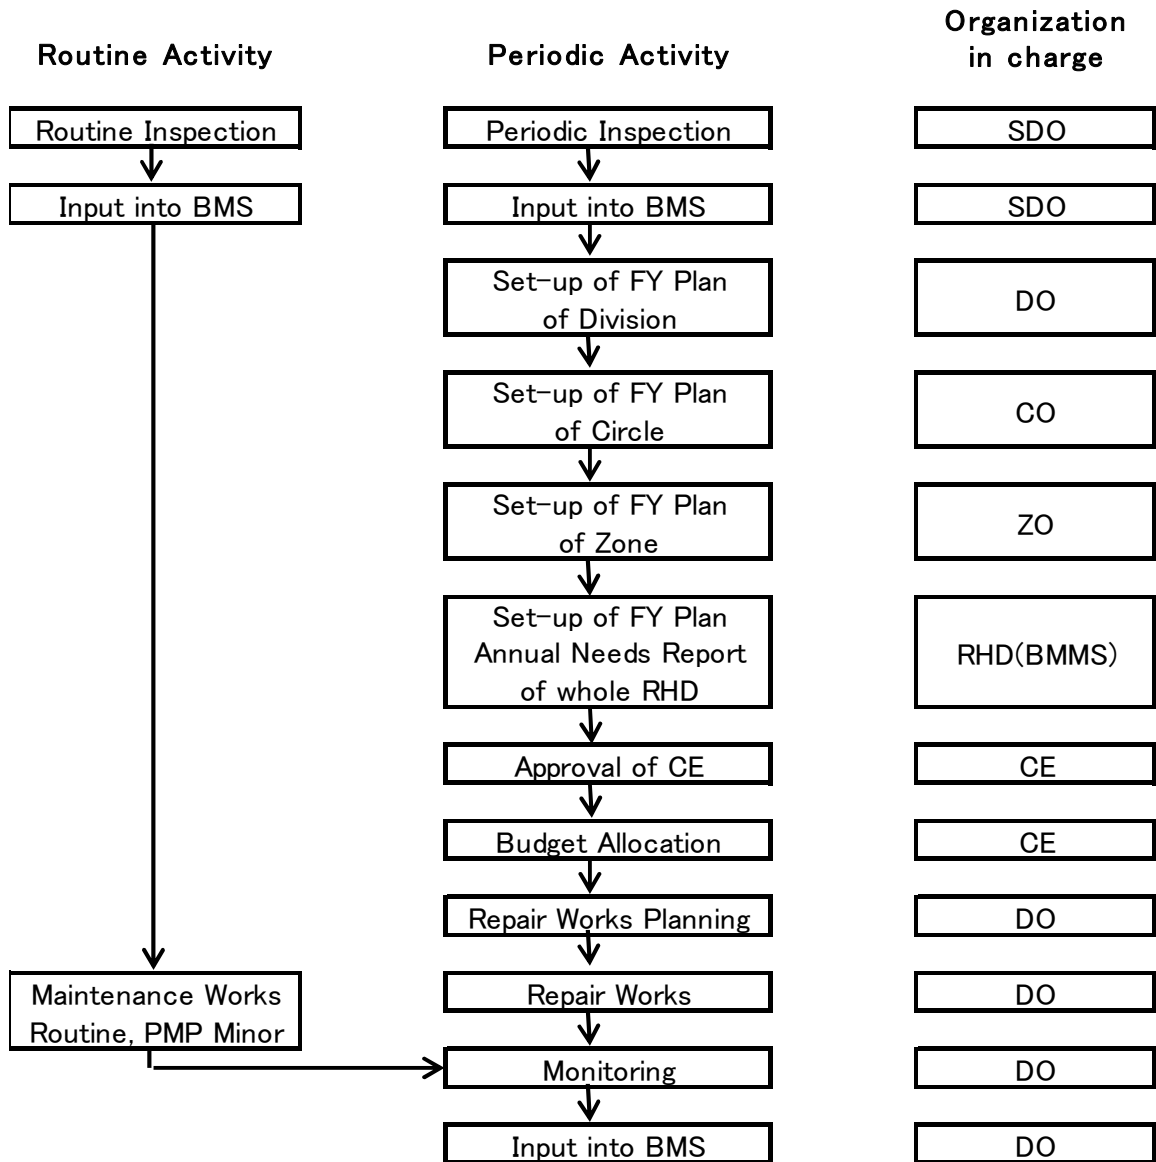 Organization
in charge
Routine Activity
Periodic Activity
Routine Inspection
Periodic Inspection
SDO
Input into BMS
Input into BMS
SDO
Set-up of FY Plan
of Division
DO
Set-up of FY Plan
of Circle
CO
Set-up of FY Plan
of Zone
ZO
Set-up of FY Plan
Annual Needs Report
of whole RHD
RHD(BMMS)
Approval of CE
CE
Budget Allocation
CE
Repair Works Planning
DO
Maintenance Works
Routine, PMP Minor
Repair Works
DO
Monitoring
DO
Input into BMS
DO